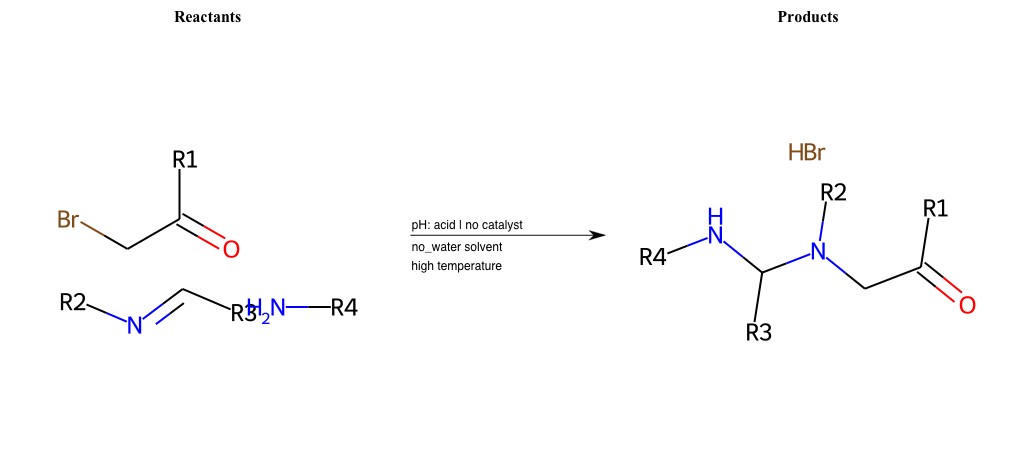 Reactants
Products
HBr
R1
Br
O
R2
N
R3
H2N
R4
pH: acid | no catalyst
no_water solvent
high temperature
R2
R1
H
N
R4
N
O
R3